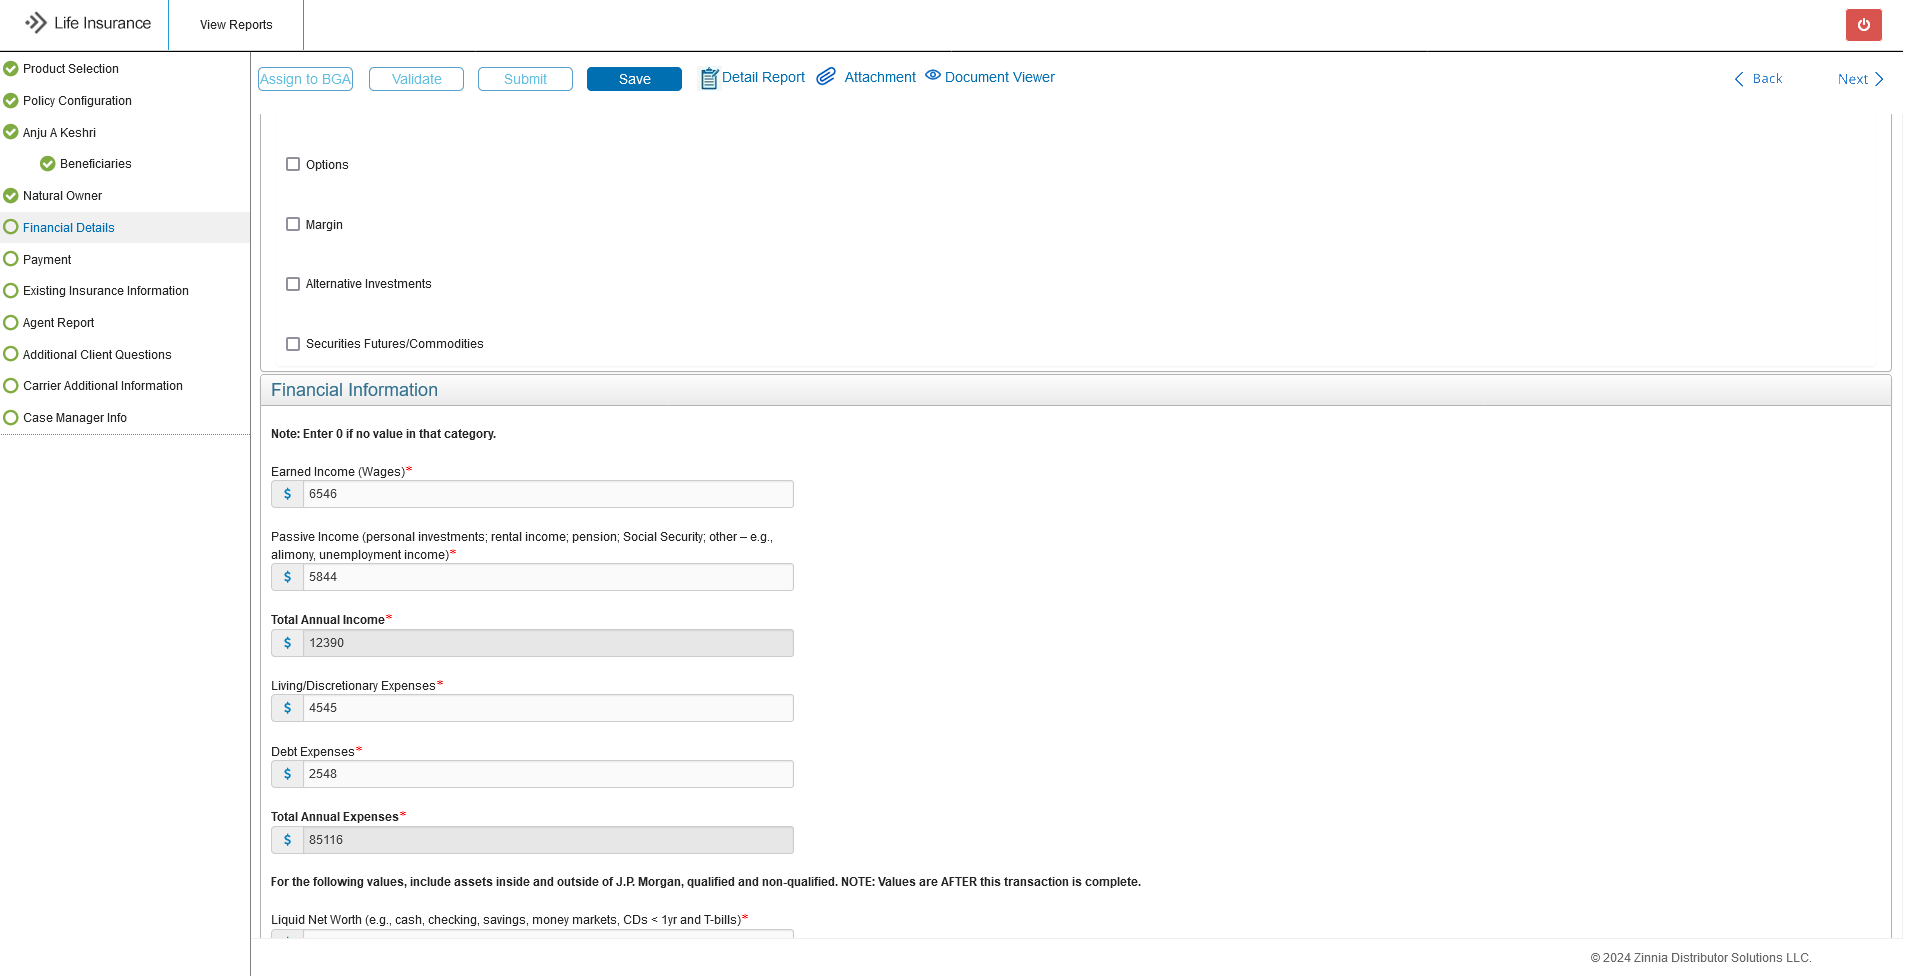 Life Insurance
View Reports
Product Selection
Policy Configuration
Anju A Keshri
Beneficiaries
Natural Owner
Financial Details
Payment
Existing Insurance Information
Agent Report
Additional Client Questions
Carrier Additional Information
Case Manager Info
Assign to BGA
Validate
Submit
Save
Detail Report
Attachment
Document Viewer
Back
Next
Options
Margin
Alternative Investments
Securities Futures/Commodities
Financial Information
Note: Enter 0 if no value in that category.
Earned Income (Wages)*
$ 6546
Passive Income (personal investments; rental income; pension; Social Security; other – e.g.,
alimony, unemployment income)*
$ 5844
Total Annual Income*
$ 12390
Living/Discretionary Expenses*
$ 4545
Debt Expenses*
$ 2548
Total Annual Expenses*
$ 85116
For the following values, include assets inside and outside of J.P. Morgan, qualified and non-qualified. NOTE: Values are AFTER this transaction is complete.
Liquid Net Worth (e.g., cash, checking, savings, money markets, CDs < 1yr and T-bills)*
© 2024 Zinnia Distributor Solutions LLC.